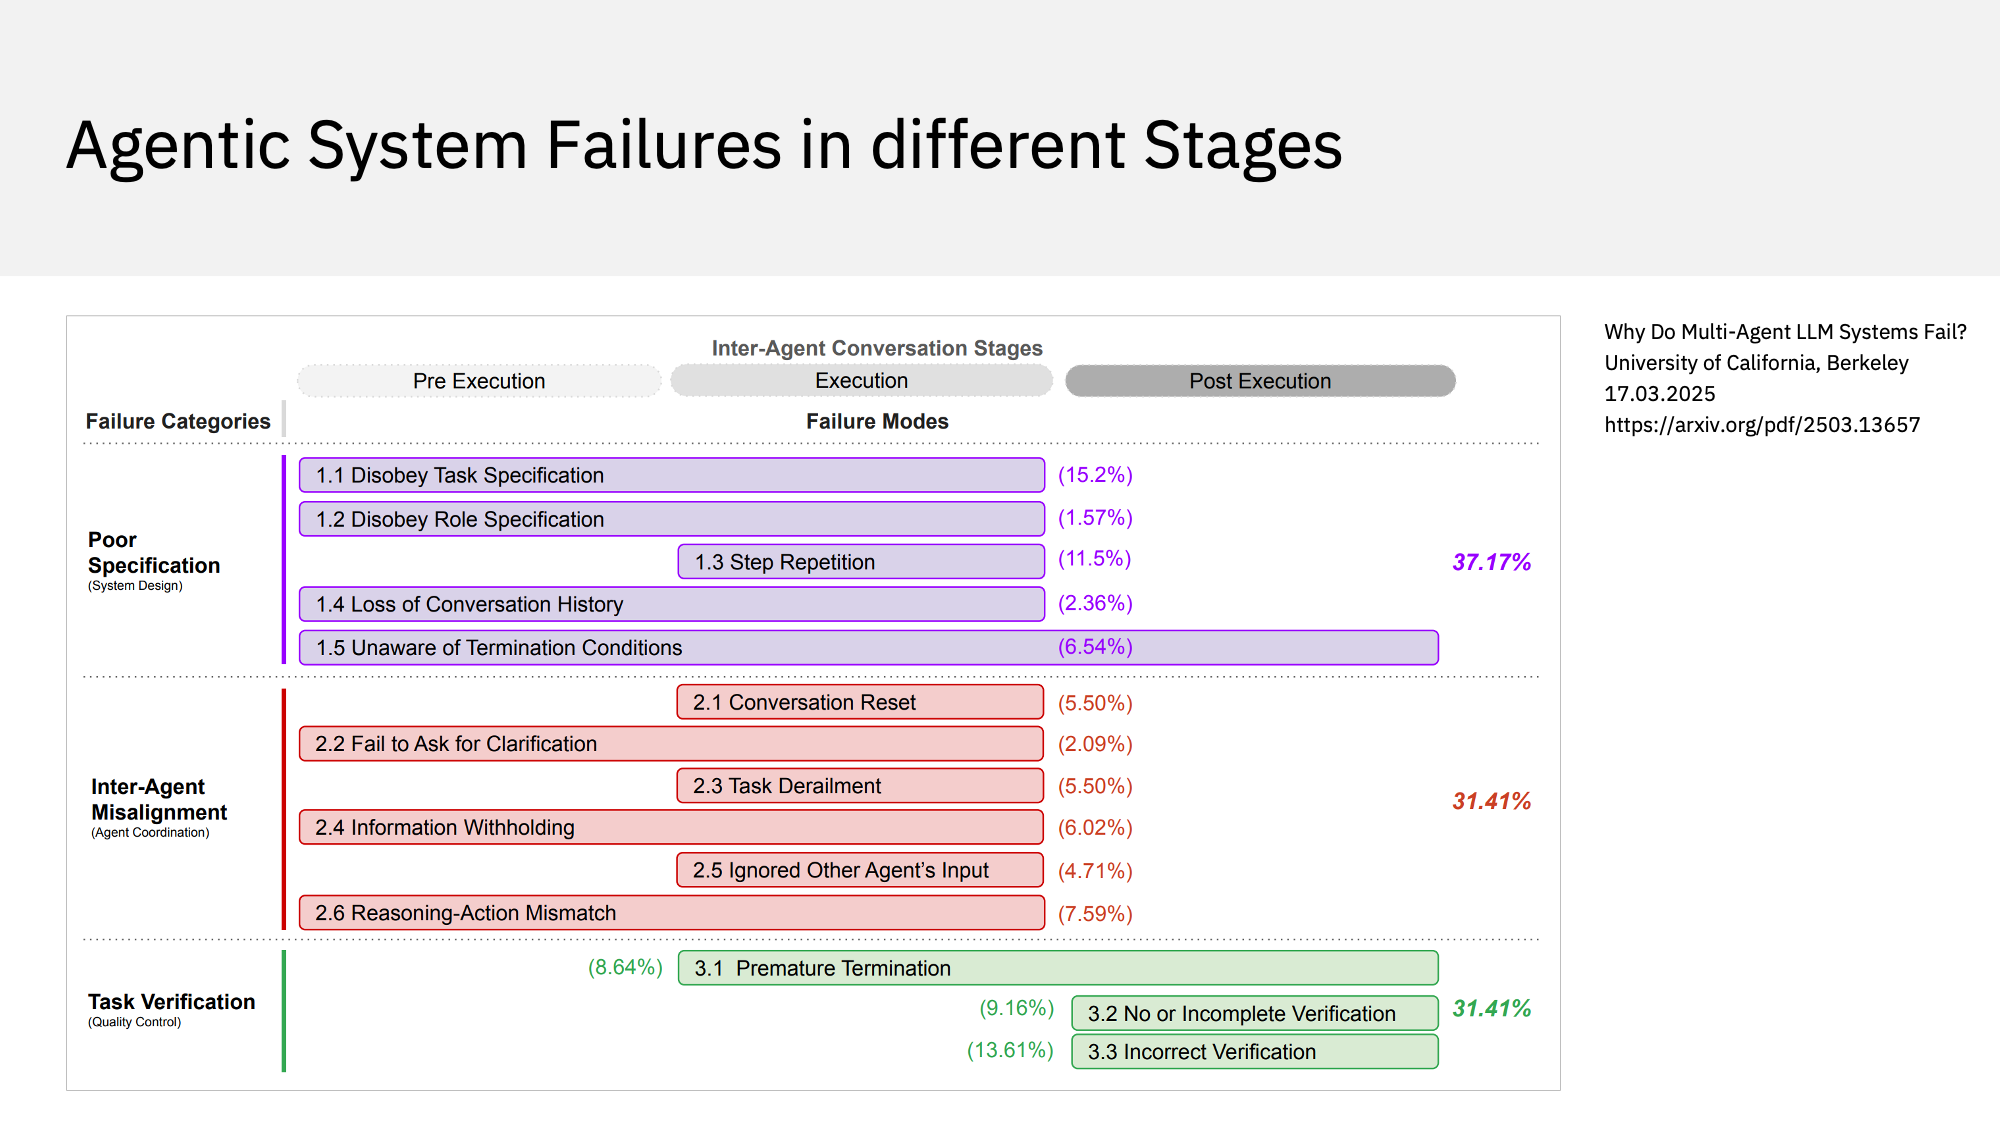 Agentic System Failures in different Stages
Inter-Agent Conversation Stages
Pre Execution
Execution
Post Execution
Failure Categories
Failure Modes
Poor
Specification
(System Design)
1.1 Disobey Task Specification
(15.2%)
1.2 Disobey Role Specification
(1.57%)
1.3 Step Repetition
(11.5%)
1.4 Loss of Conversation History
(2.36%)
1.5 Unaware of Termination Conditions
(6.54%)
37.17%
Inter-Agent
Misalignment
(Agent Coordination)
2.1 Conversation Reset
(5.50%)
2.2 Fail to Ask for Clarification
(2.09%)
2.3 Task Derailment
(5.50%)
2.4 Information Withholding
(6.02%)
2.5 Ignored Other Agent’s Input
(4.71%)
2.6 Reasoning-Action Mismatch
(7.59%)
31.41%
Task Verification
(Quality Control)
(8.64%)
3.1 Premature Termination
(9.16%)
3.2 No or Incomplete Verification
(13.61%)
3.3 Incorrect Verification
31.41%
Why Do Multi-Agent LLM Systems Fail?
University of California, Berkeley
17.03.2025
https://arxiv.org/pdf/2503.13657